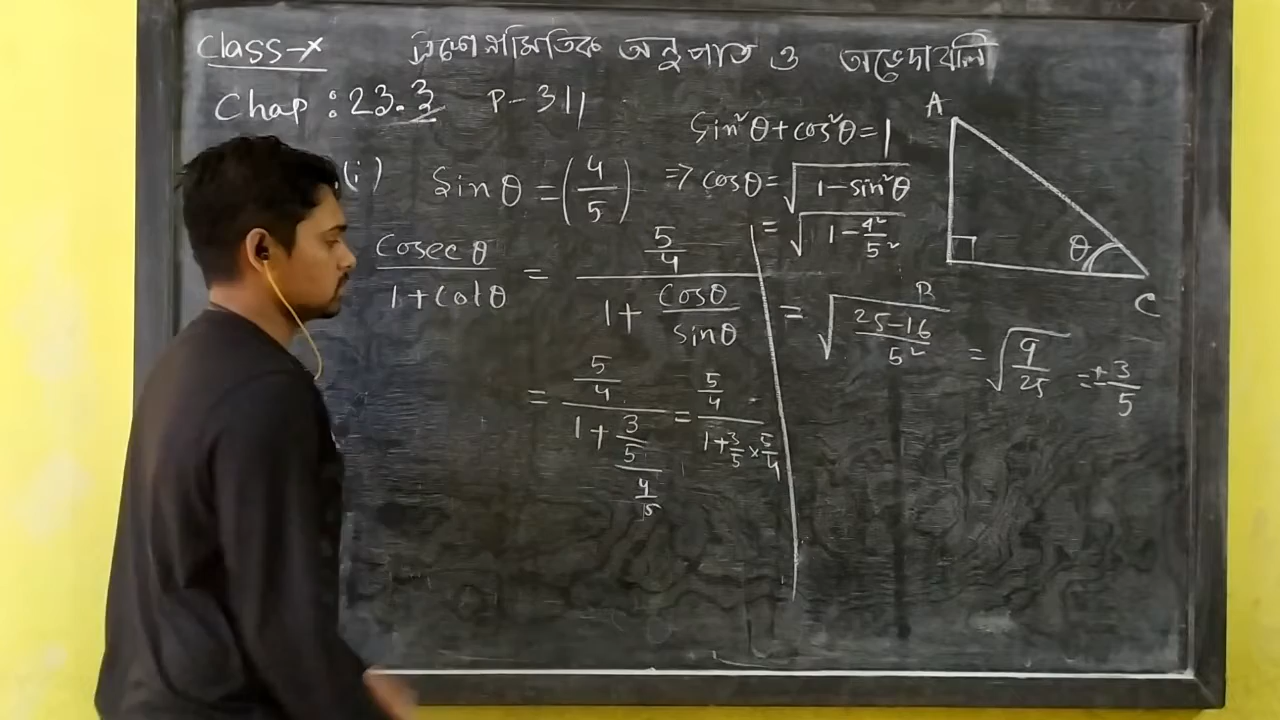 Class-X ত্রিকোণমিতিক অনুপাত ও অভেদাবলি
Chap : 23.3 P-311
(i) sinθ = (4/5)
cosecθ/1+cotθ = 5/4 / 1+ cosθ/sinθ
= 5/4 / 1+ 3/5 / 4/5 = 5/4 / 1+3/5 × 5/4
sin²θ+cos²θ=1
⇒ cosθ = √1-sin²θ
= √1-4²/5²
= √25-16/5² = √9/25 = ±3/5
A
θ
B
C